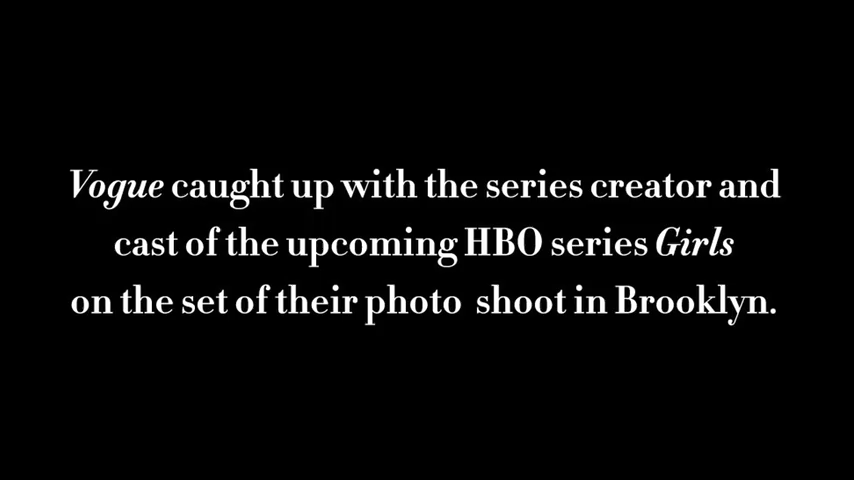 Vogue caught up with the series creator and
cast of the upcoming HBO series Girls
on the set of their photo shoot in Brooklyn.